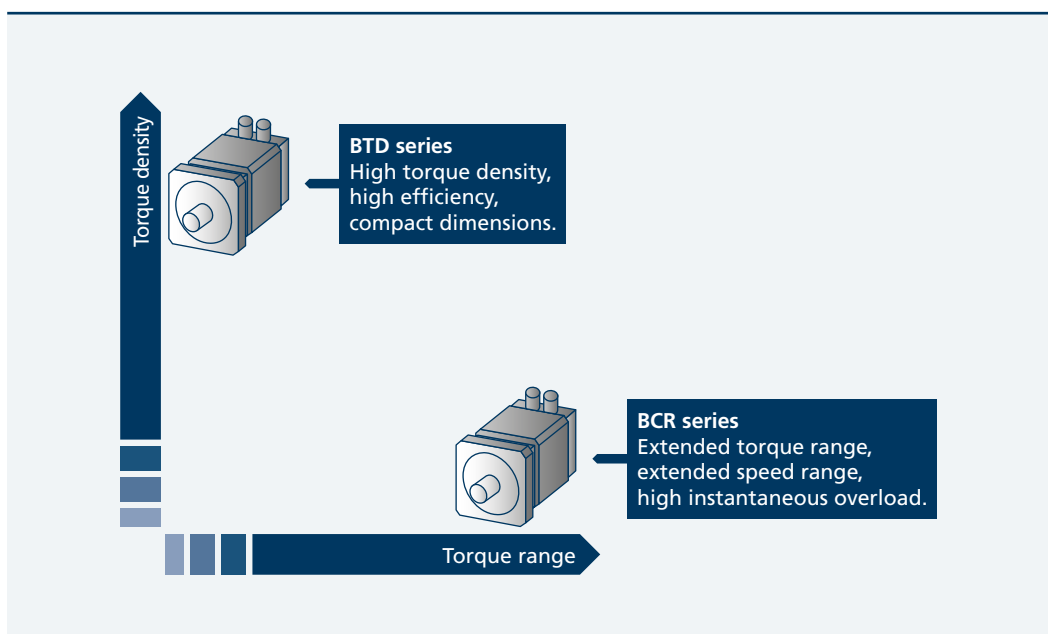 Torque density
BTD series
High torque density,
high efficiency,
compact dimensions.
BCR series
Extended torque range,
extended speed range,
high instantaneous overload.
Torque range